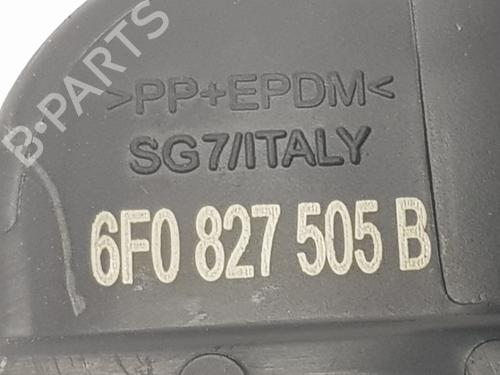 B-PARTS
>PP+EPDM<
SG7/ITALY
6F0 827 505 B